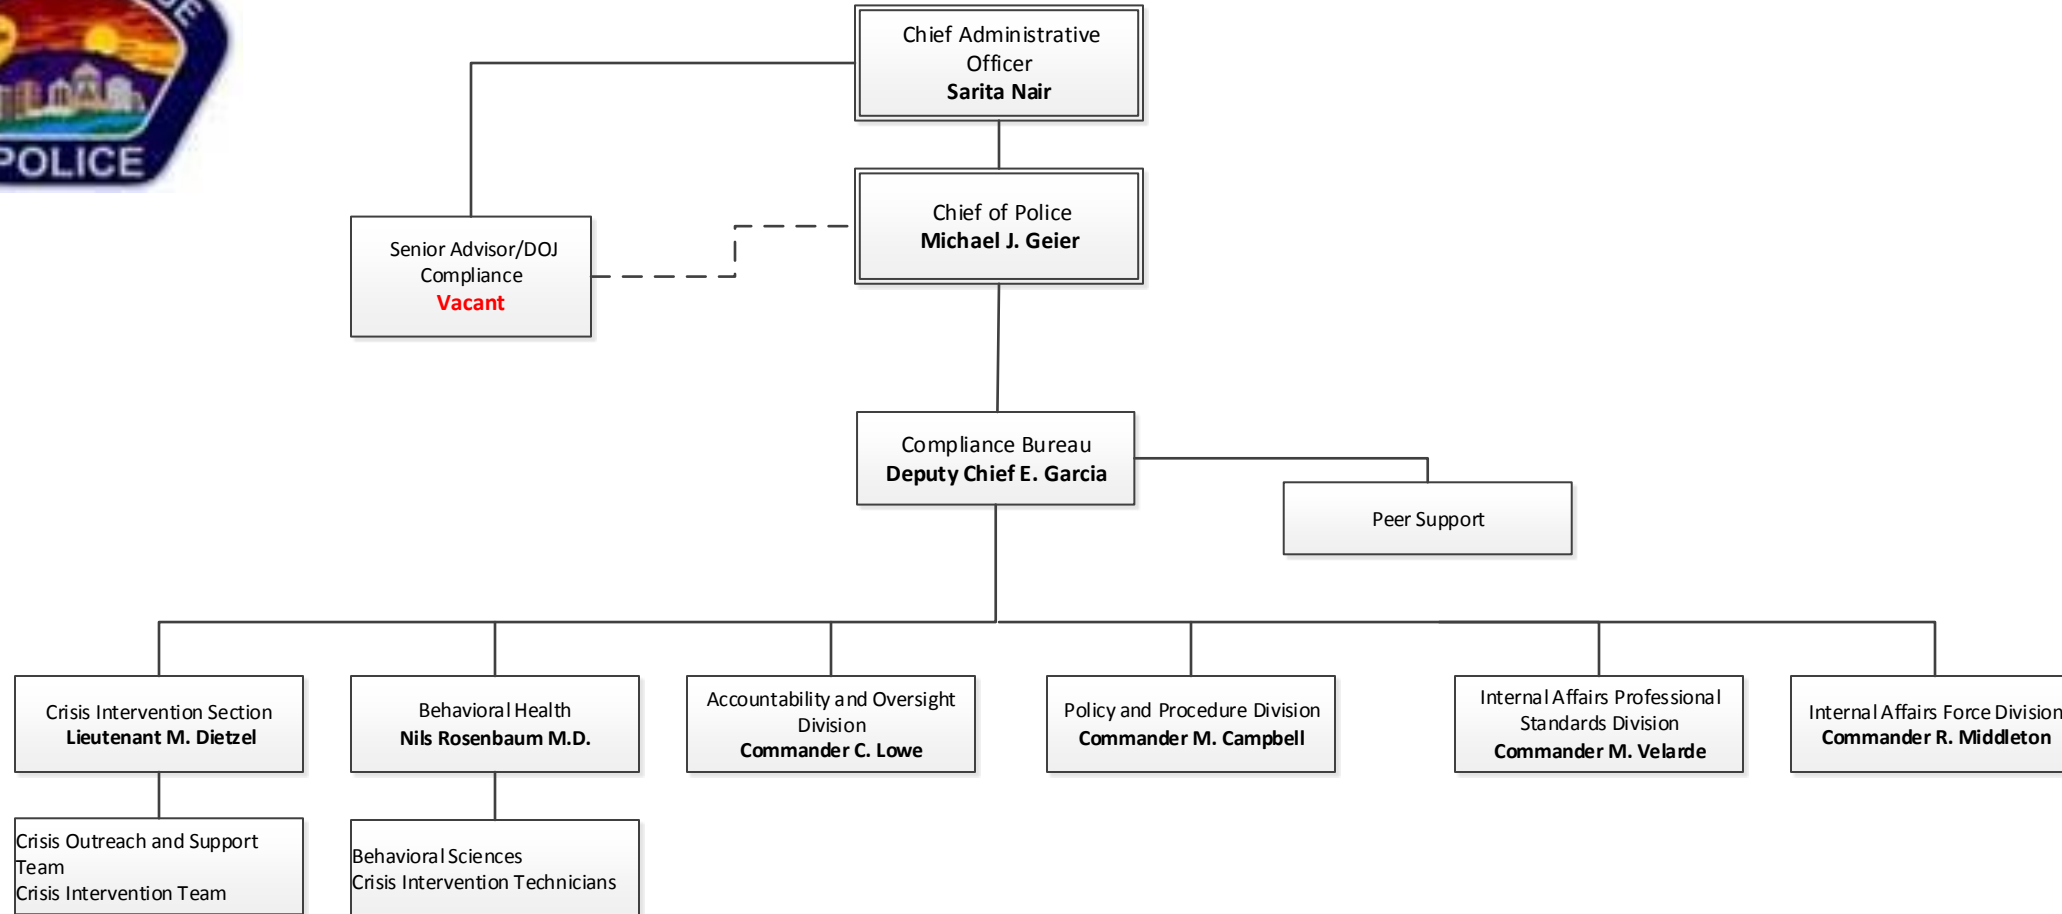 POLICE
Chief Administrative
Officer
Sarita Nair
Chief of Police
Michael J. Geier
Senior Advisor/DOJ
Compliance
Vacant
Compliance Bureau
Deputy Chief E. Garcia
Peer Support
Crisis Intervention Section
Lieutenant M. Dietzel
Behavioral Health
Nils Rosenbaum M.D.
Accountability and Oversight
Division
Commander C. Lowe
Policy and Procedure Division
Commander M. Campbell
Internal Affairs Professional
Standards Division
Commander M. Velarde
Internal Affairs Force Division
Commander R. Middleton
Crisis Outreach and Support
Team
Crisis Intervention Team
Behavioral Sciences
Crisis Intervention Technicians